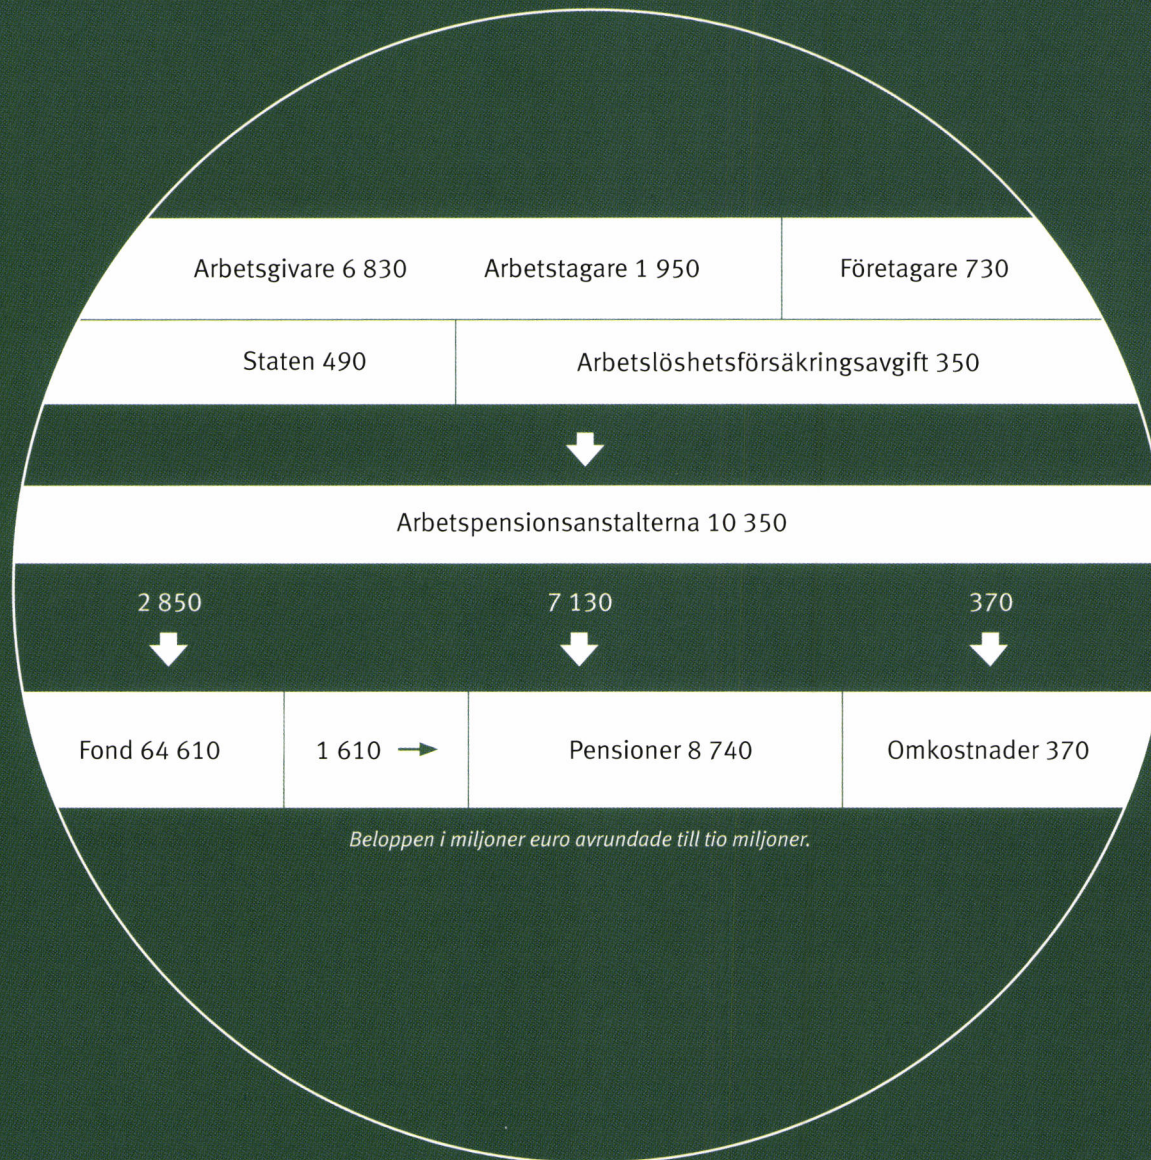 Arbetsgivare 6 830 Arbetstagare 1 950 Företagare 730
Staten 490 Arbetslöshetsförsäkringsavgift 350
Arbetspensionsanstalterna 10 350
2 850 7 130 370
Fond 64 610 1 610 Pensioner 8 740 Omkostnader 370
Beloppen i miljoner euro avrundade till tio miljoner.